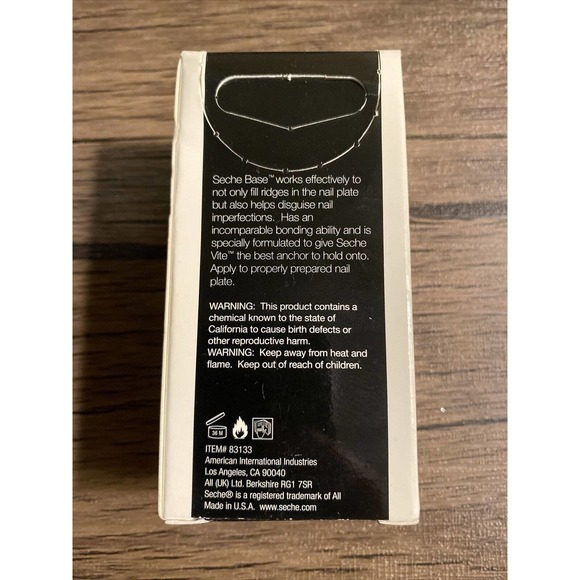 Seche Base™ works effectively to
not only fill ridges in the nail plate
but also helps disguise nail
imperfections. Has an
incomparable bonding ability and is
specially formulated to give Seche
Vite™ the best anchor to hold onto.
Apply to properly prepared nail
plate.
WARNING: This product contains a
chemical known to the state of
California to cause birth defects or
other reproductive harm.
WARNING: Keep away from heat and
flame. Keep out of reach of children.
36 M
ITEM# 83133
American International Industries
Los Angeles, CA 90040
AII (UK) Ltd. Berkshire RG1 7SR
Seche® is a registered trademark of AII
Made in U.S.A. www.seche.com